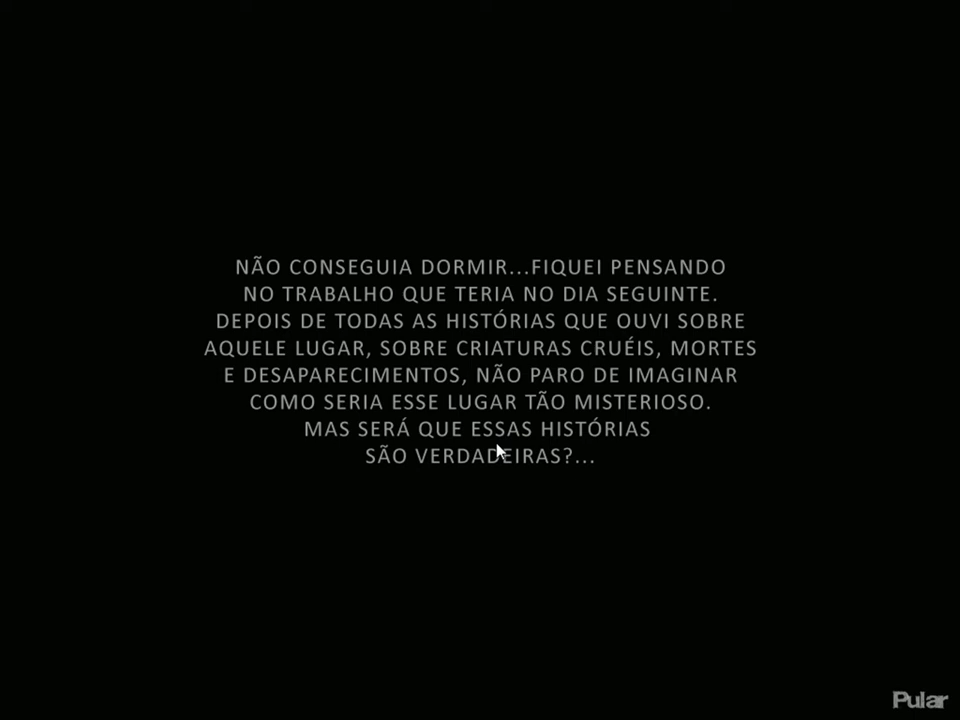 NÃO CONSEGUIA DORMIR...FIQUEI PENSANDO
NO TRABALHO QUE TERIA NO DIA SEGUINTE.
DEPOIS DE TODAS AS HISTÓRIAS QUE OUVI SOBRE
AQUELE LUGAR, SOBRE CRIATURAS CRUÉIS, MORTES
E DESAPARECIMENTOS, NÃO PARO DE IMAGINAR
COMO SERIA ESSE LUGAR TÃO MISTERIOSO.
MAS SERÁ QUE ESSAS HISTÓRIAS
SÃO VERDADEIRAS?...
Pular